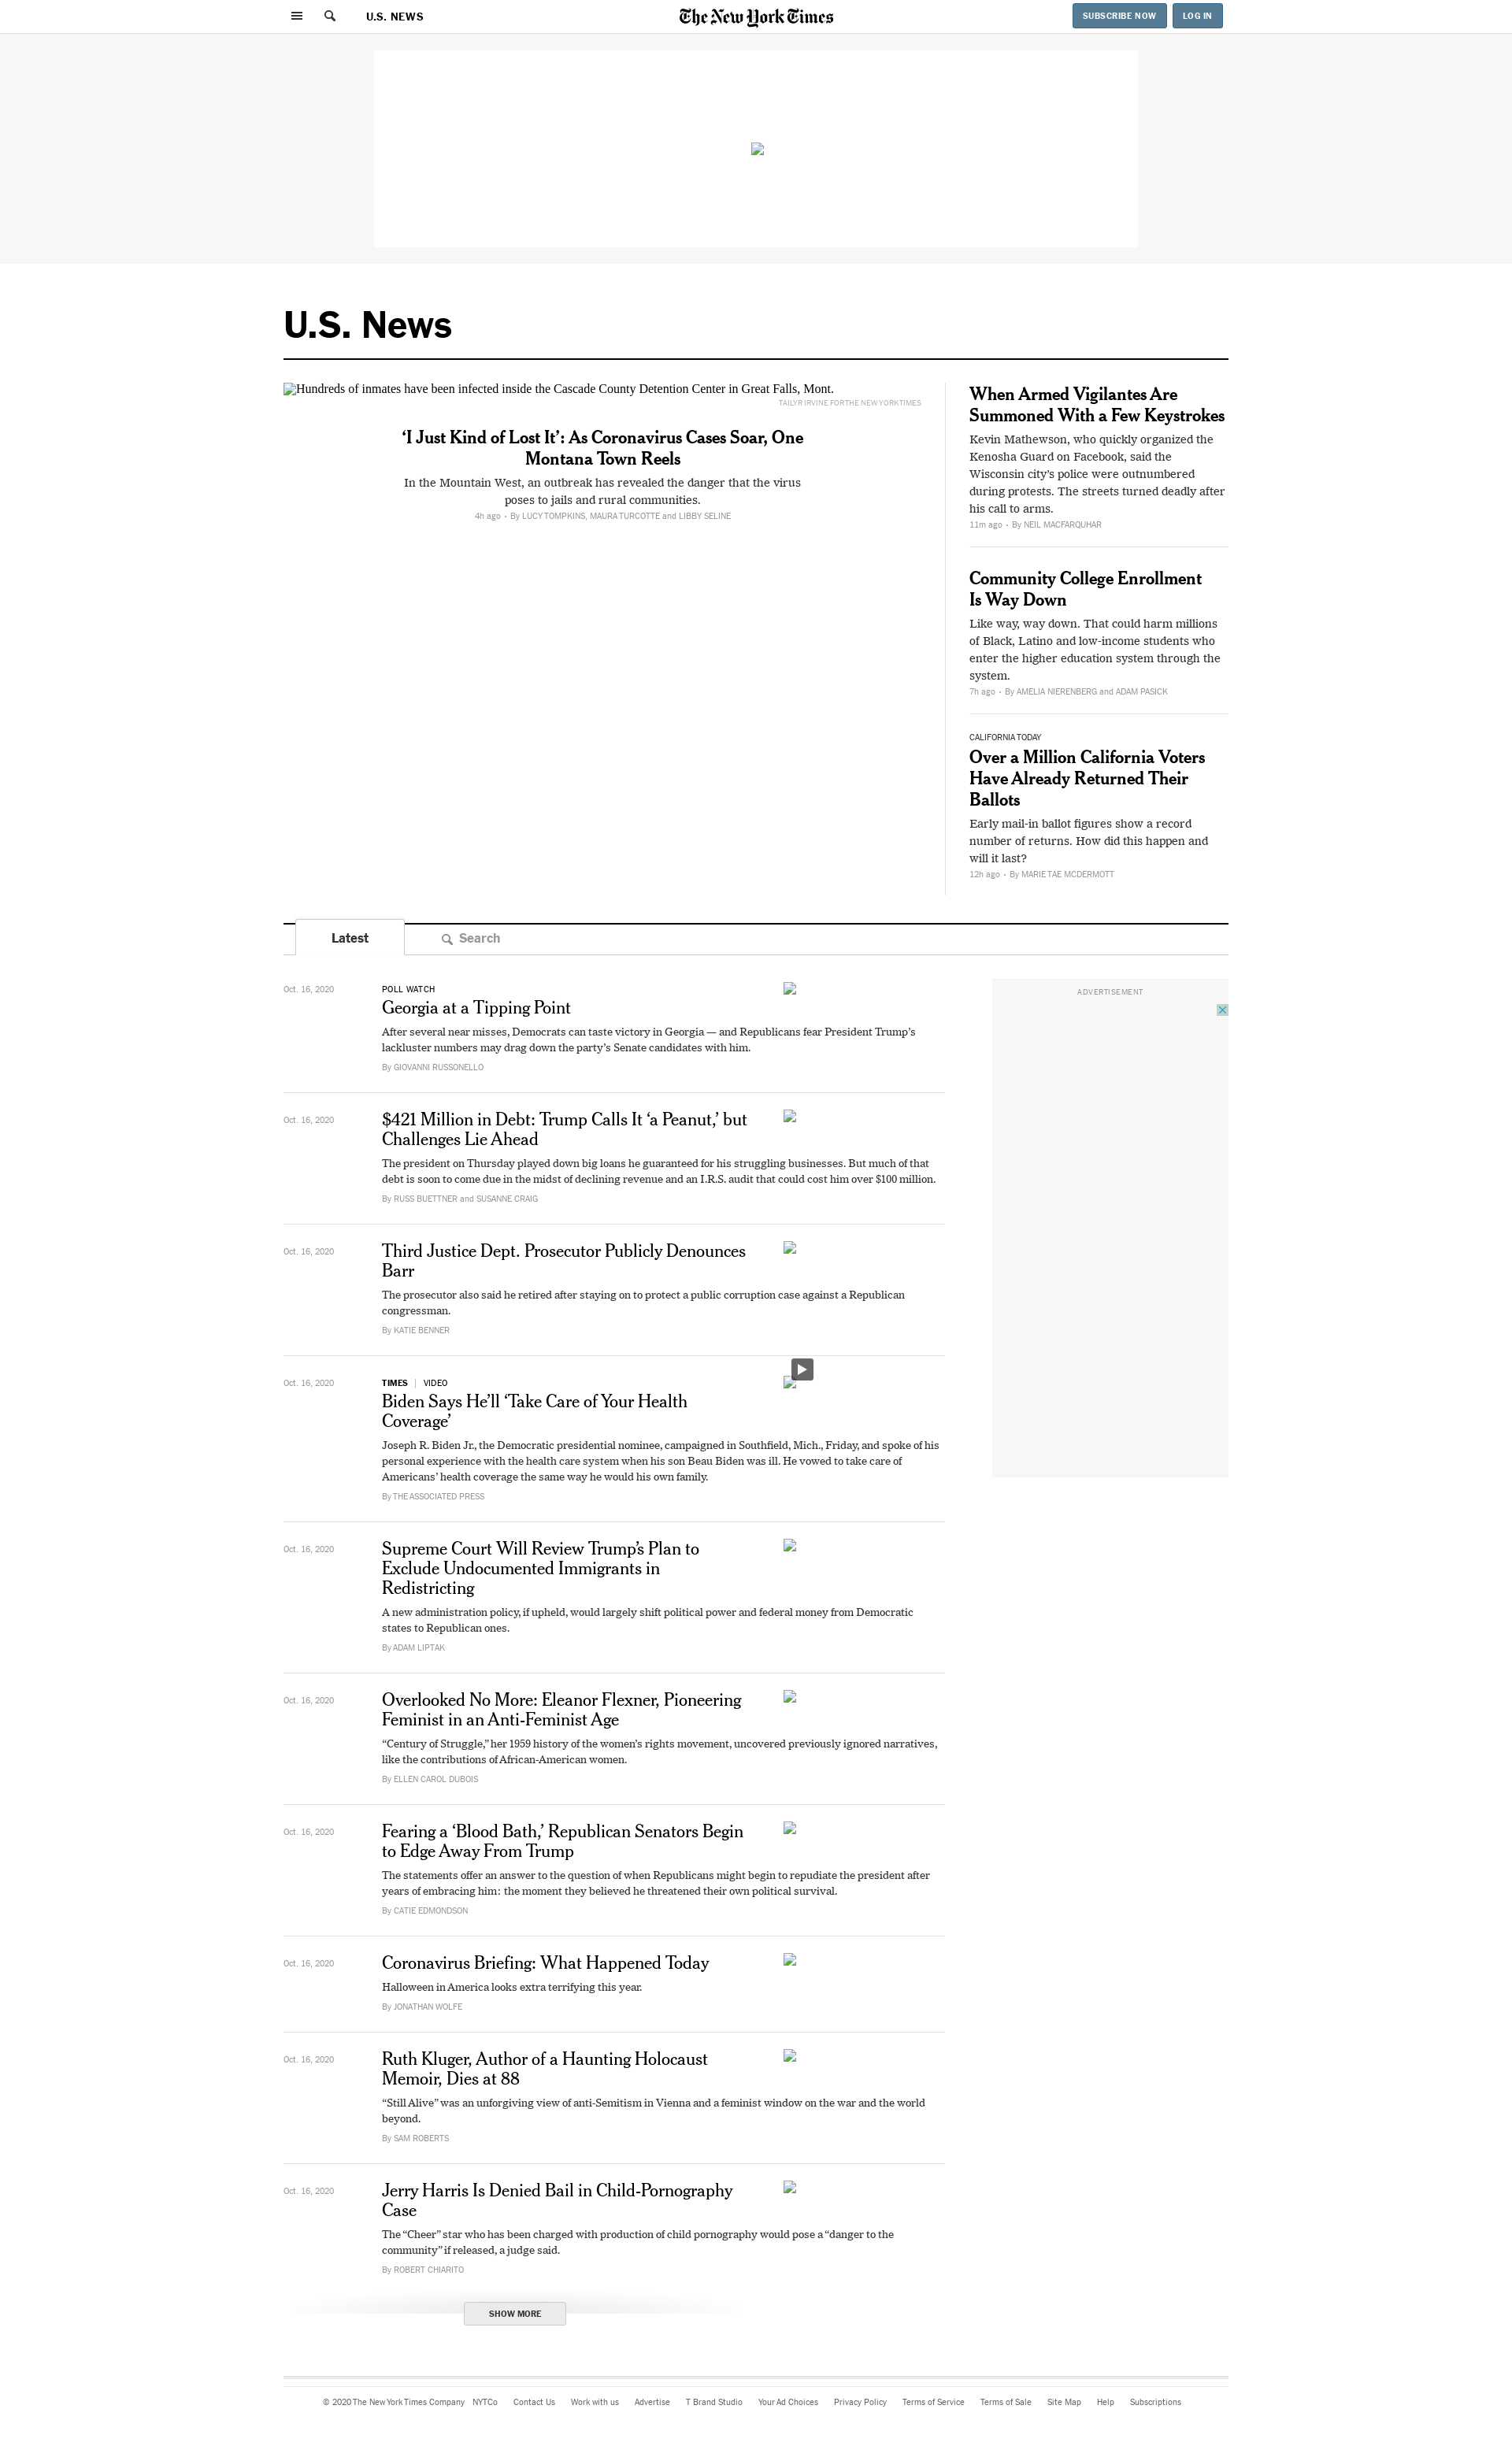 U.S. NEWS
The New York Times
SUBSCRIBE NOW
LOG IN
U.S. News
Hundreds of inmates have been infected inside the Cascade County Detention Center in Great Falls, Mont.
TAILYR IRVINE FOR THE NEW YORK TIMES
‘I Just Kind of Lost It’: As Coronavirus Cases Soar, One
Montana Town Reels
In the Mountain West, an outbreak has revealed the danger that the virus
poses to jails and rural communities.
4h ago • By LUCY TOMPKINS, MAURA TURCOTTE and LIBBY SELINE
When Armed Vigilantes Are
Summoned With a Few Keystrokes
Kevin Mathewson, who quickly organized the
Kenosha Guard on Facebook, said the
Wisconsin city’s police were outnumbered
during protests. The streets turned deadly after
his call to arms.
11m ago • By NEIL MACFARQUHAR
Community College Enrollment
Is Way Down
Like way, way down. That could harm millions
of Black, Latino and low-income students who
enter the higher education system through the
system.
7h ago • By AMELIA NIERENBERG and ADAM PASICK
CALIFORNIA TODAY
Over a Million California Voters
Have Already Returned Their
Ballots
Early mail-in ballot figures show a record
number of returns. How did this happen and
will it last?
12h ago • By MARIE TAE MCDERMOTT
Latest
Search
Oct. 16, 2020
POLL WATCH
Georgia at a Tipping Point
After several near misses, Democrats can taste victory in Georgia — and Republicans fear President Trump’s
lackluster numbers may drag down the party’s Senate candidates with him.
By GIOVANNI RUSSONELLO
ADVERTISEMENT
Oct. 16, 2020
$421 Million in Debt: Trump Calls It ‘a Peanut,’ but
Challenges Lie Ahead
The president on Thursday played down big loans he guaranteed for his struggling businesses. But much of that
debt is soon to come due in the midst of declining revenue and an I.R.S. audit that could cost him over $100 million.
By RUSS BUETTNER and SUSANNE CRAIG
Oct. 16, 2020
Third Justice Dept. Prosecutor Publicly Denounces
Barr
The prosecutor also said he retired after staying on to protect a public corruption case against a Republican
congressman.
By KATIE BENNER
Oct. 16, 2020
TIMES | VIDEO
Biden Says He’ll ‘Take Care of Your Health
Coverage’
Joseph R. Biden Jr., the Democratic presidential nominee, campaigned in Southfield, Mich., Friday, and spoke of his
personal experience with the health care system when his son Beau Biden was ill. He vowed to take care of
Americans’ health coverage the same way he would his own family.
By THE ASSOCIATED PRESS
Oct. 16, 2020
Supreme Court Will Review Trump’s Plan to
Exclude Undocumented Immigrants in
Redistricting
A new administration policy, if upheld, would largely shift political power and federal money from Democratic
states to Republican ones.
By ADAM LIPTAK
Oct. 16, 2020
Overlooked No More: Eleanor Flexner, Pioneering
Feminist in an Anti-Feminist Age
“Century of Struggle,” her 1959 history of the women’s rights movement, uncovered previously ignored narratives,
like the contributions of African-American women.
By ELLEN CAROL DUBOIS
Oct. 16, 2020
Fearing a ‘Blood Bath,’ Republican Senators Begin
to Edge Away From Trump
The statements offer an answer to the question of when Republicans might begin to repudiate the president after
years of embracing him: the moment they believed he threatened their own political survival.
By CATIE EDMONDSON
Oct. 16, 2020
Coronavirus Briefing: What Happened Today
Halloween in America looks extra terrifying this year.
By JONATHAN WOLFE
Oct. 16, 2020
Ruth Kluger, Author of a Haunting Holocaust
Memoir, Dies at 88
“Still Alive” was an unforgiving view of anti-Semitism in Vienna and a feminist window on the war and the world
beyond.
By SAM ROBERTS
Oct. 16, 2020
Jerry Harris Is Denied Bail in Child-Pornography
Case
The “Cheer” star who has been charged with production of child pornography would pose a “danger to the
community” if released, a judge said.
By ROBERT CHIARITO
SHOW MORE
© 2020 The New York Times Company NYTCo Contact Us Work with us Advertise T Brand Studio Your Ad Choices Privacy Policy Terms of Service Terms of Sale Site Map Help Subscriptions